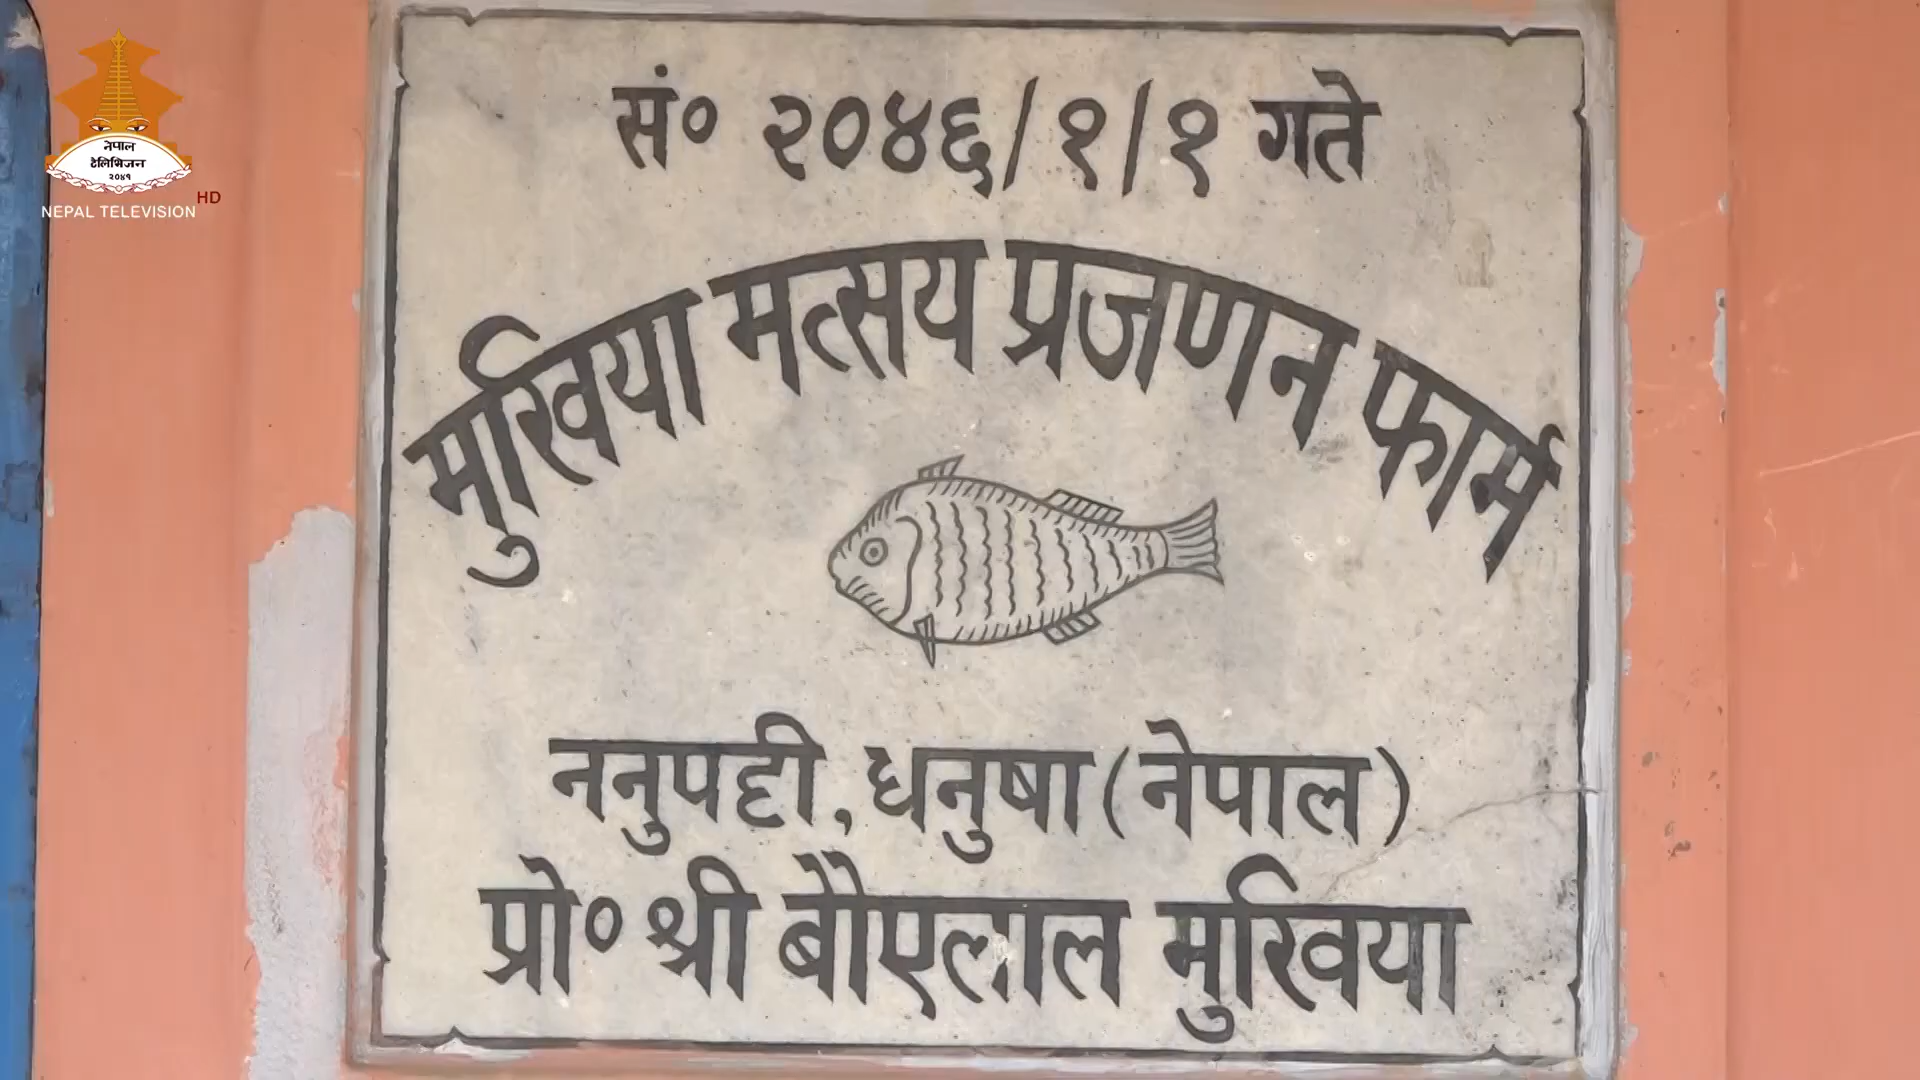 नेपाल
टेलिभिजन
२०४१
HD
NEPAL TELEVISION
सं० २०४६/१/१ गते
मुखिया मत्सय प्रजणन फार्म
ननुपट्टी, धनुषा (नेपाल)
प्रो० श्री बौएलाल मुखिया